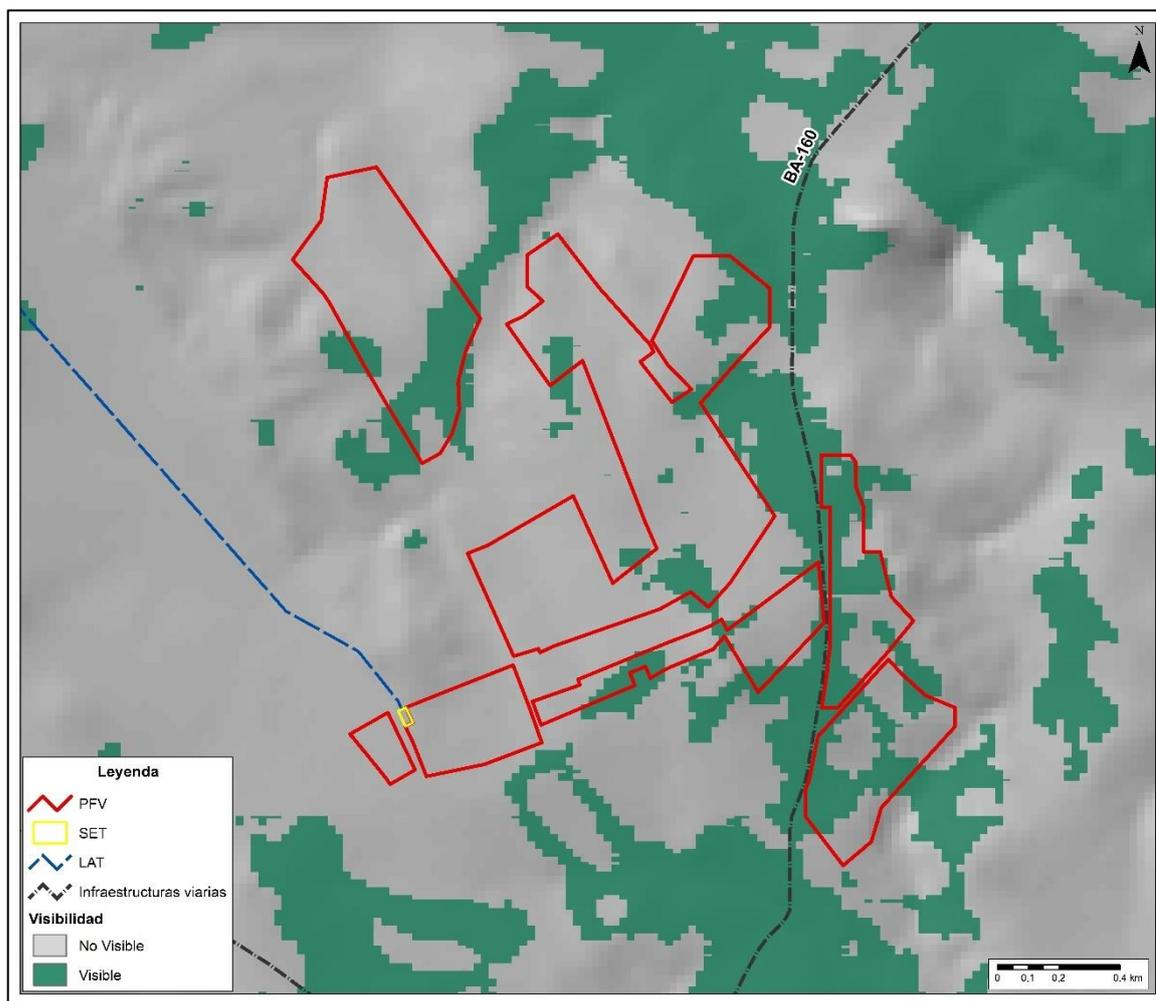 N
BA-160
Leyenda
PFV
SET
LAT
Infraestructuras viarias
Visibilidad
No Visible
Visible
0 0,1 0,2 0,4 km